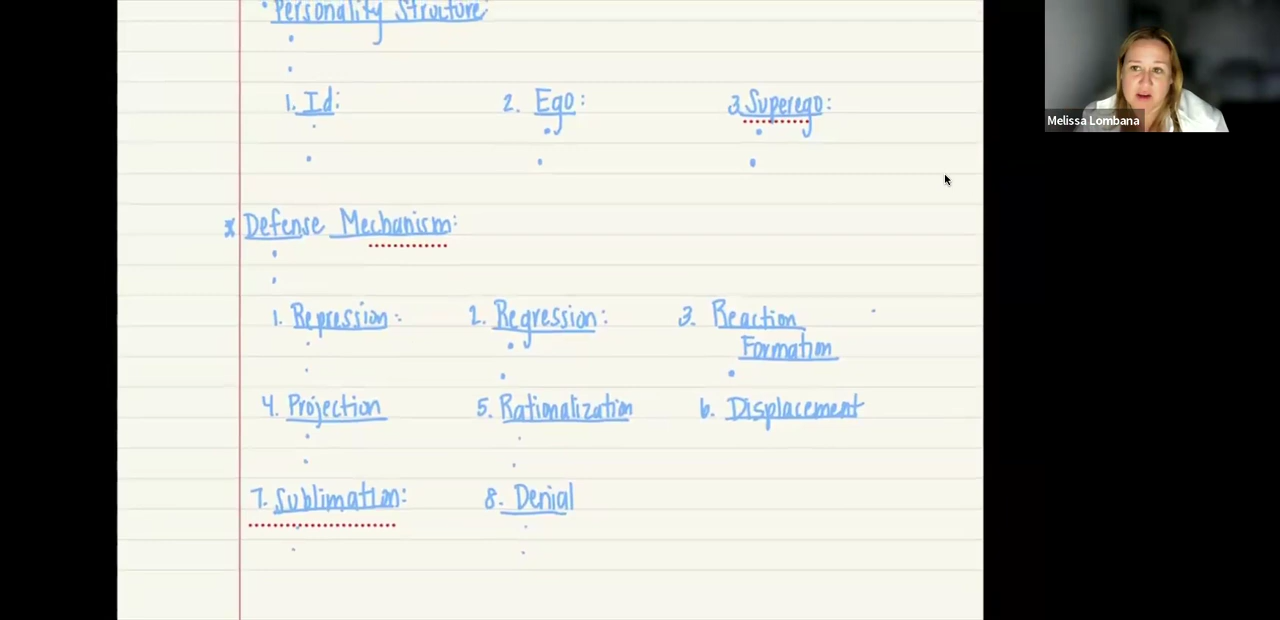 • Personality Structure:
•
•
1. Id: 2. Ego: 3 Superego:
• • •
• • •
* Defense Mechanism:
•
•
1. Repression: 2. Regression: 3. Reaction
Formation
• • •
• •
4. Projection 5. Rationalization 6. Displacement
• •
• •
7. Sublimation: 8. Denial
• •
• •
Melissa Lombana